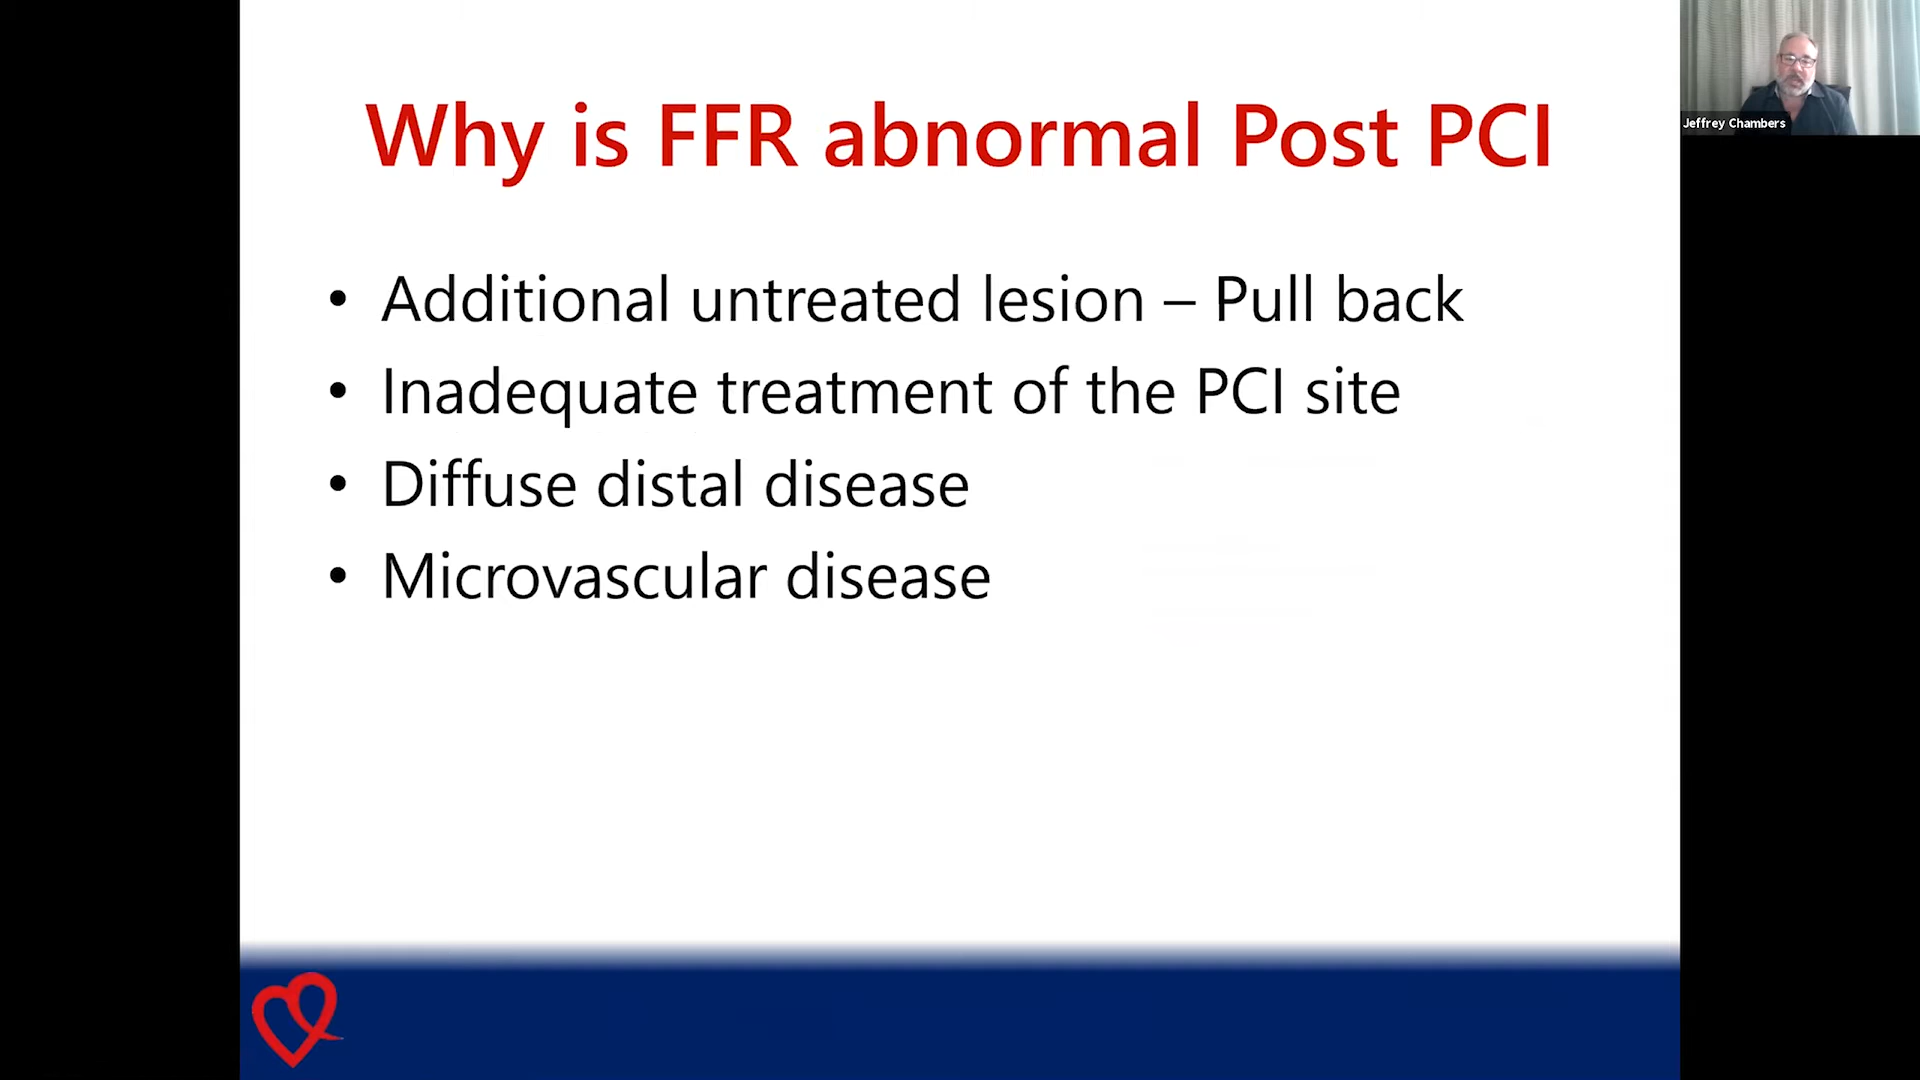 Why is FFR abnormal Post PCI
Jeffrey Chambers
• Additional untreated lesion – Pull back
• Inadequate treatment of the PCI site
• Diffuse distal disease
• Microvascular disease